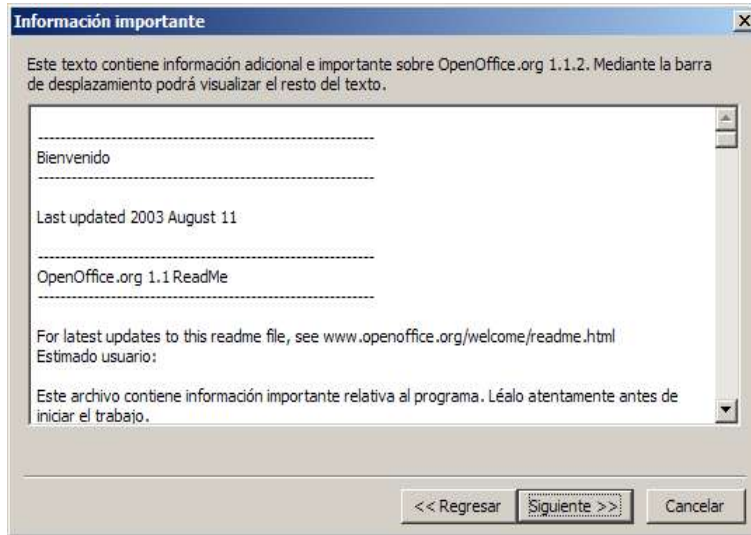 Información importante
Este texto contiene información adicional e importante sobre OpenOffice.org 1.1.2. Mediante la barra
de desplazamiento podrá visualizar el resto del texto.
----------------------------------------------------------------
Bienvenido
----------------------------------------------------------------
Last updated 2003 August 11
----------------------------------------------------------------
OpenOffice.org 1.1 ReadMe
----------------------------------------------------------------
For latest updates to this readme file, see www.openoffice.org/welcome/readme.html
Estimado usuario:
Este archivo contiene información importante relativa al programa. Léalo atentamente antes de
iniciar el trabajo.
<< Regresar Siguiente >> Cancelar